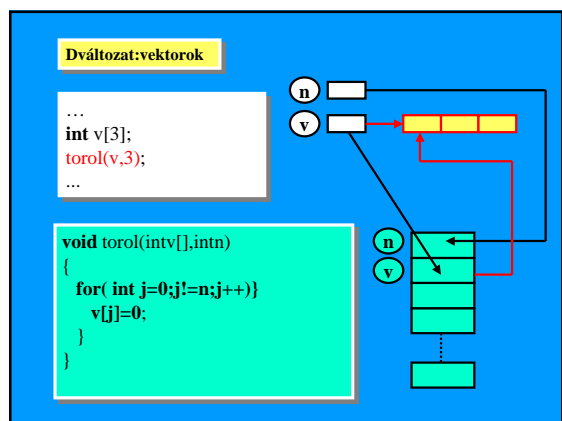 Dváltozat:vektorok
n
v
…
int v[3];
torol(v,3);
...
n
v
void torol(intv[],intn)
{
for( int j=0;j!=n;j++)}
v[j]=0;
}
}